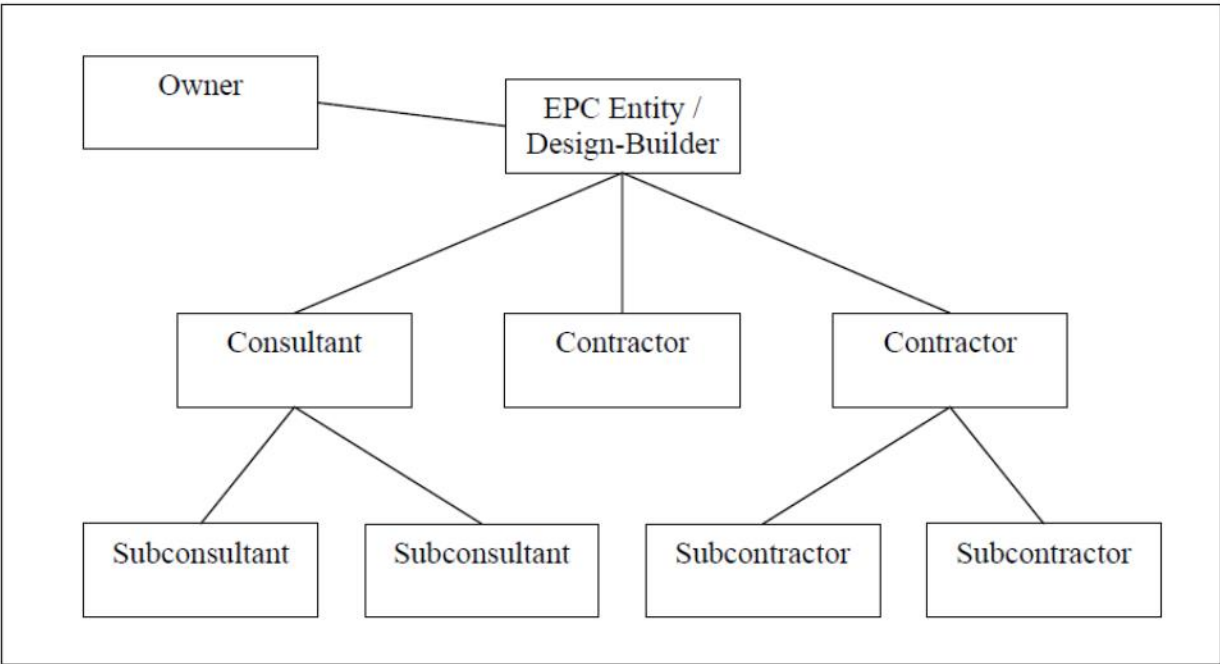 Owner
EPC Entity /
Design-Builder
Consultant
Contractor
Contractor
Subconsultant
Subconsultant
Subcontractor
Subcontractor